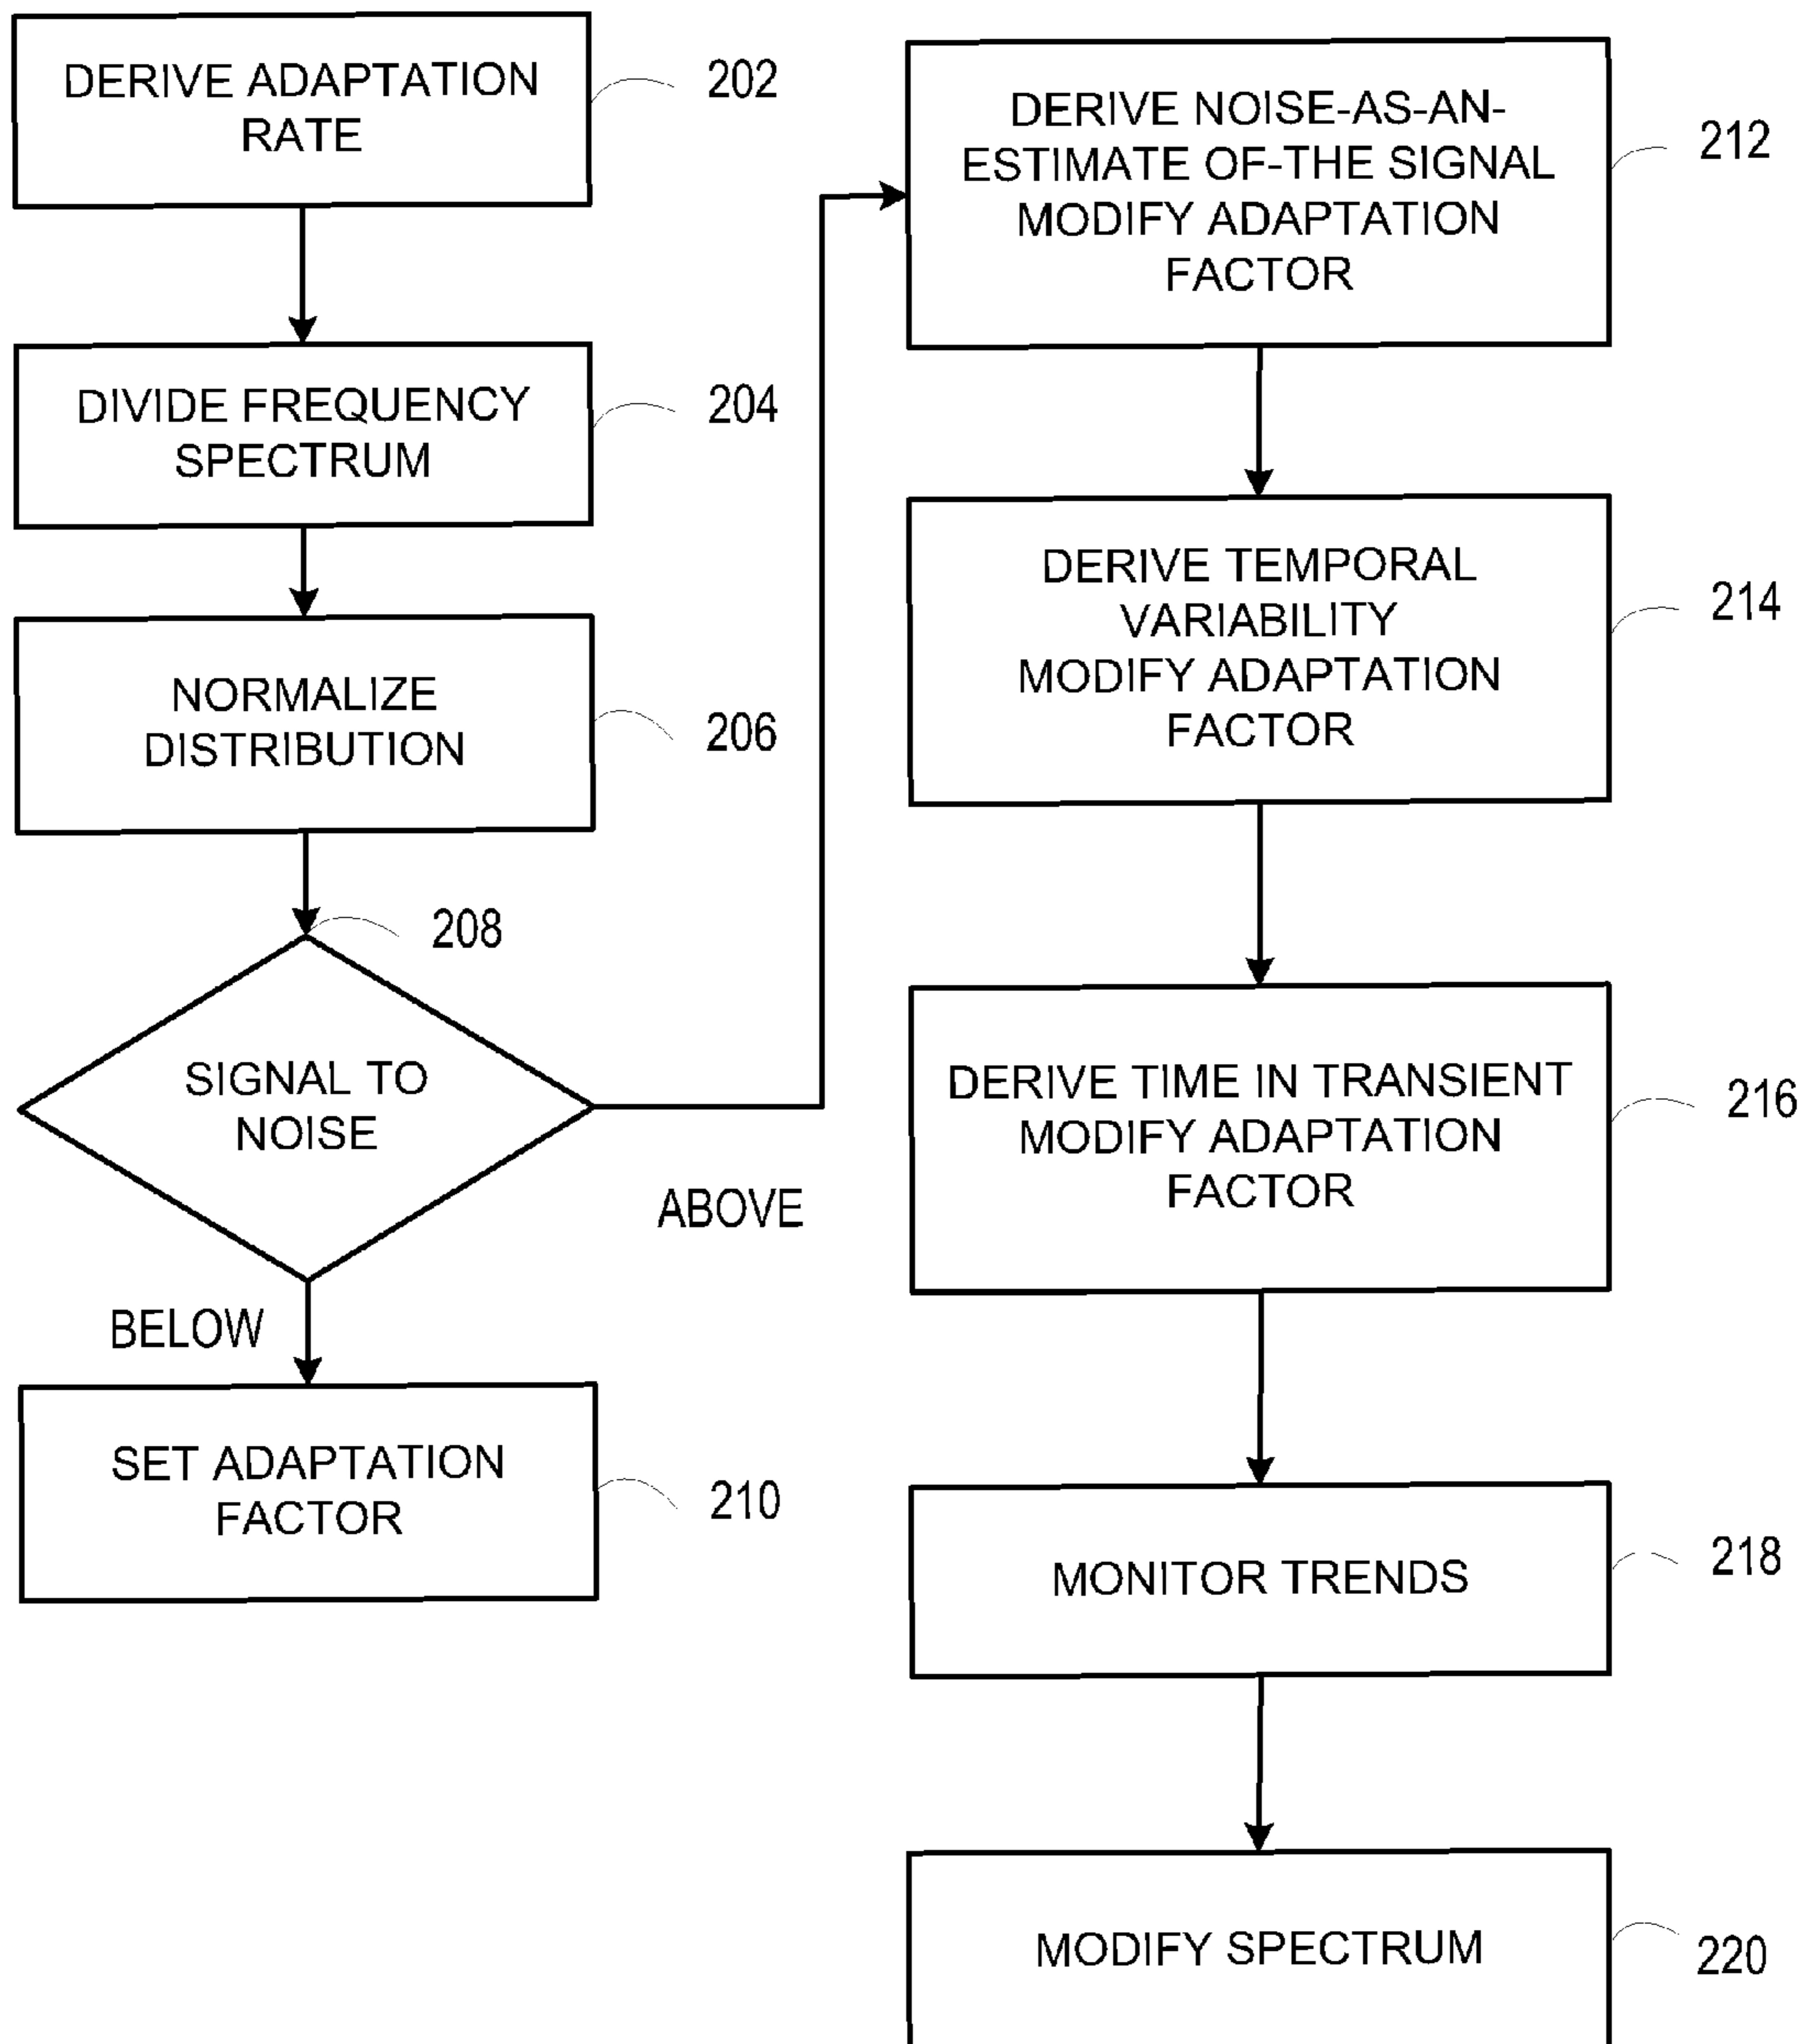 DERIVE ADAPTATION
RATE
202
DIVIDE FREQUENCY
SPECTRUM
204
NORMALIZE
DISTRIBUTION
206
208
SIGNAL TO
NOISE
ABOVE
BELOW
SET ADAPTATION
FACTOR
210
DERIVE NOISE-AS-AN-
ESTIMATE OF-THE SIGNAL
MODIFY ADAPTATION
FACTOR
212
DERIVE TEMPORAL
VARIABILITY
MODIFY ADAPTATION
FACTOR
214
DERIVE TIME IN TRANSIENT
MODIFY ADAPTATION
FACTOR
216
MONITOR TRENDS
218
MODIFY SPECTRUM
220